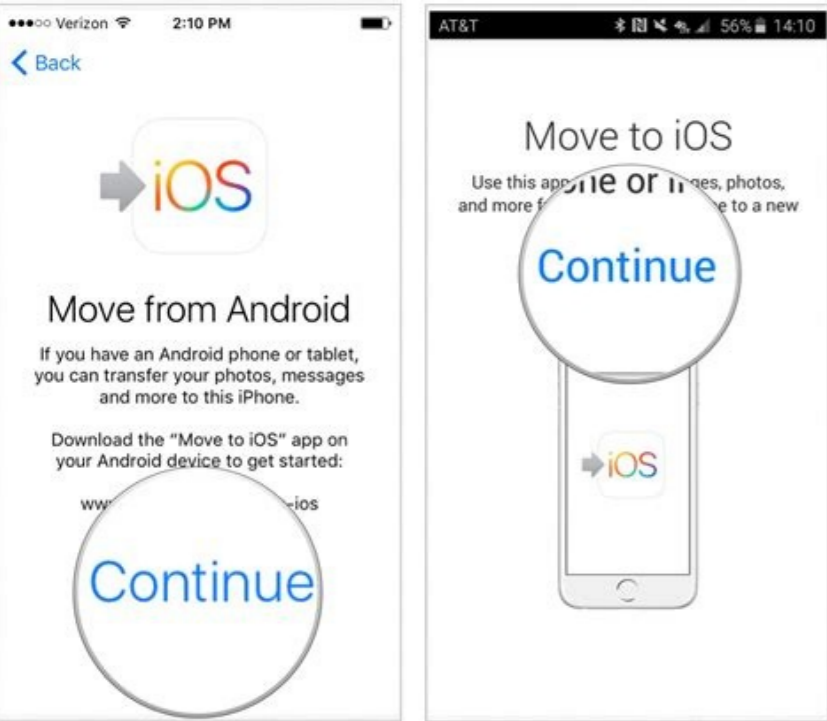 Verizon 2:10 PM
Back
iOS
Move from Android
If you have an Android phone or tablet,
you can transfer your photos, messages
and more to this iPhone.
Download the “Move to iOS” app on
your Android device to get started:
-ios
Continue
AT&T 56% 14:10
Move to iOS
Use this app ges, photos,
and more e to a new
ne or
Continue
iOS